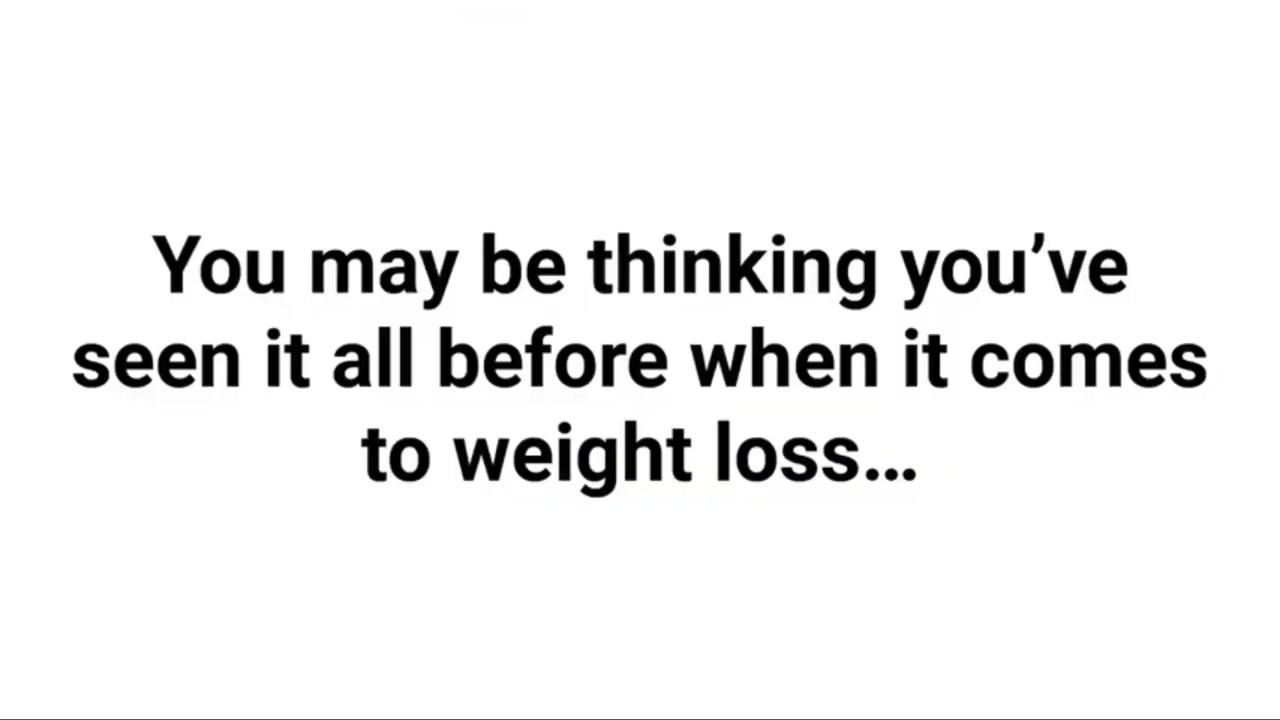 You may be thinking you’ve
seen it all before when it comes
to weight loss…